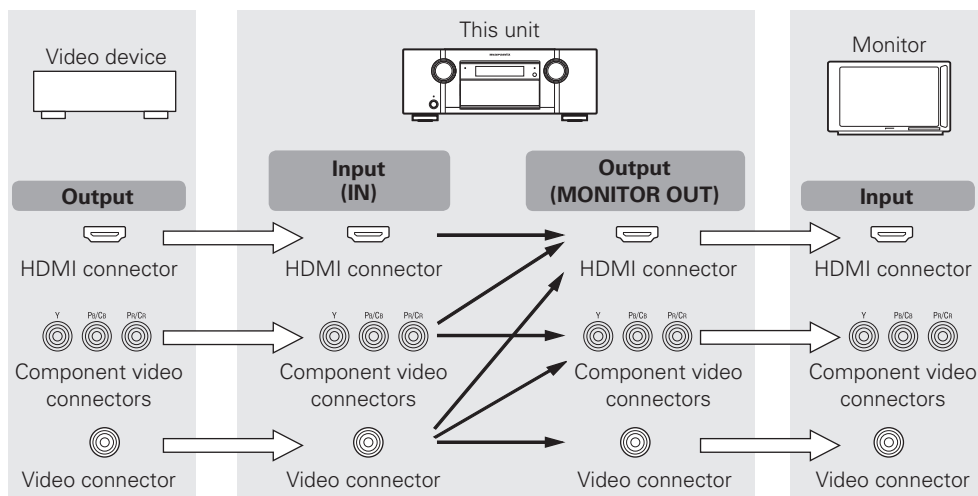 Video device
This unit
Monitor
marantz
Output
Input
(IN)
Output
(MONITOR OUT)
Input
HDMI connector
HDMI connector
HDMI connector
HDMI connector
Y PB/CB PR/CR
Y PB/CB PR/CR
Y PB/CB PR/CR
Y PB/CB PR/CR
Component video
connectors
Component video
connectors
Component video
connectors
Component video
connectors
Video connector
Video connector
Video connector
Video connector